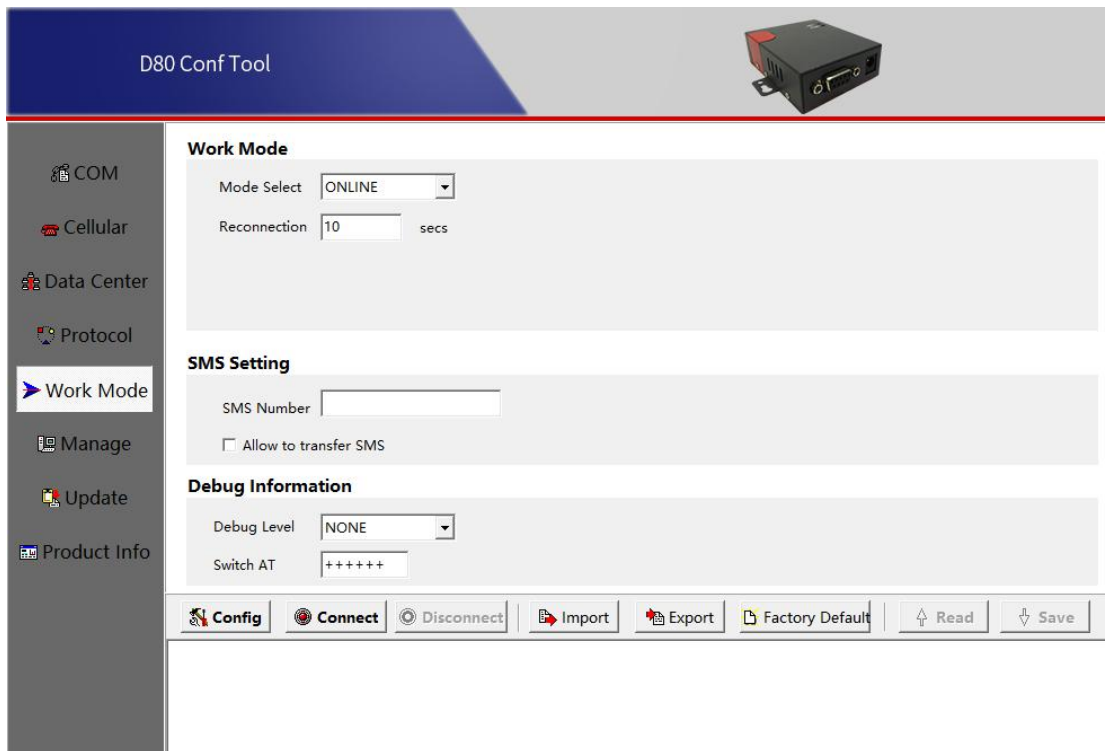 D80 Conf Tool
COM
Cellular
Data Center
Protocol
Work Mode
Manage
Update
Product Info
Work Mode
Mode Select ONLINE
Reconnection 10 secs
SMS Setting
SMS Number
Allow to transfer SMS
Debug Information
Debug Level NONE
Switch AT ++++++
Config Connect Disconnect Import Export Factory Default Read Save